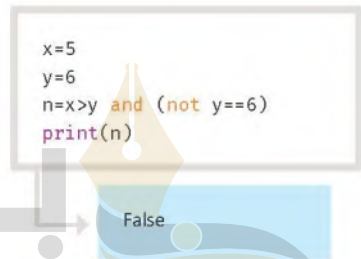 x=5
y=6
n=x>y and (not y==6)
print(n)
False